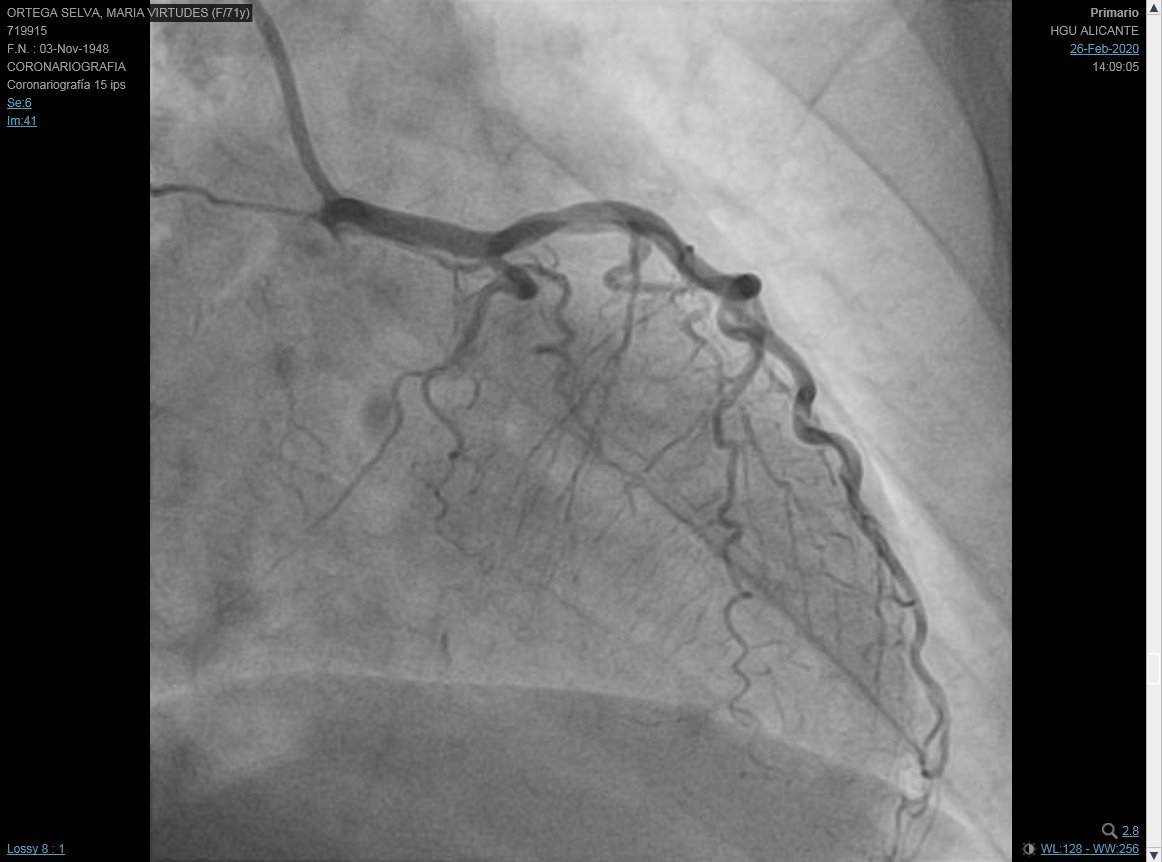 ORTEGA SELVA, MARIA VIRTUDES (F/71y)
719915
F.N. : 03-Nov-1948
CORONARIOGRAFIA
Coronariografía 15 ips
Se:6
Im:41
Primario
HGU ALICANTE
26-Feb-2020
14:09:05
Lossy 8 : 1
2.8
WL:128 - WW:256